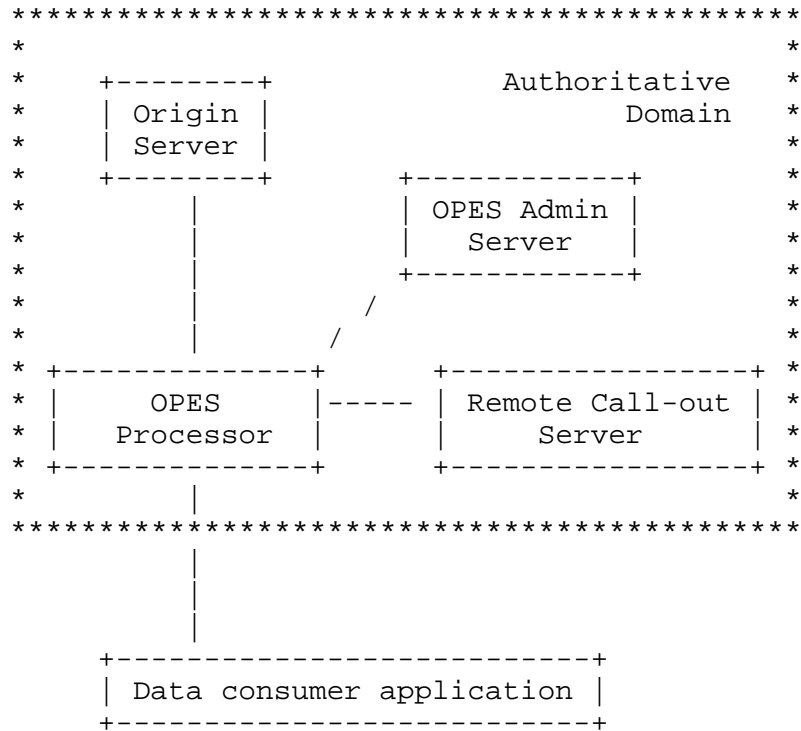 Authoritative
Domain
Origin
Server
OPES Admin
Server
OPES
Processor
Remote Call-out
Server
Data consumer application